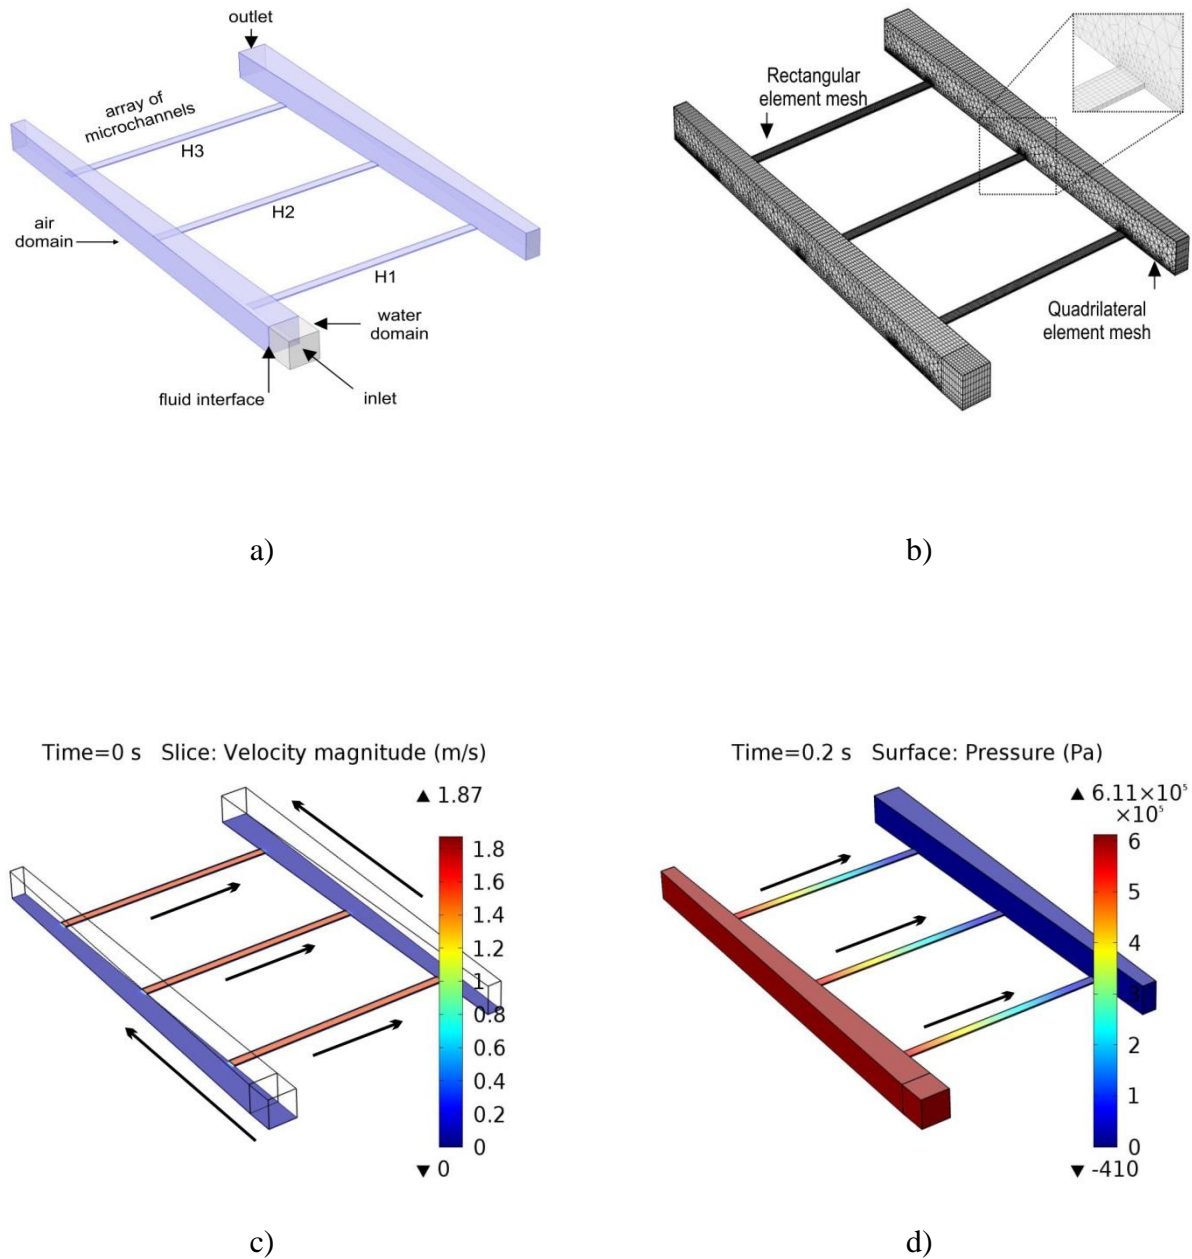 outlet
array of
microchannels
H3
H2
H1
air
domain
water
domain
fluid interface
inlet
Rectangular
element mesh
Quadrilateral
element mesh
a)
b)
Time=0 s Slice: Velocity magnitude (m/s)
▲ 1.87
1.8
1.6
1.4
1.2
1
0.8
0.6
0.4
0.2
0
▼ 0
Time=0.2 s Surface: Pressure (Pa)
▲ 6.11×10⁵
×10⁵
6
5
4
3
2
1
0
▼ -410
c)
d)